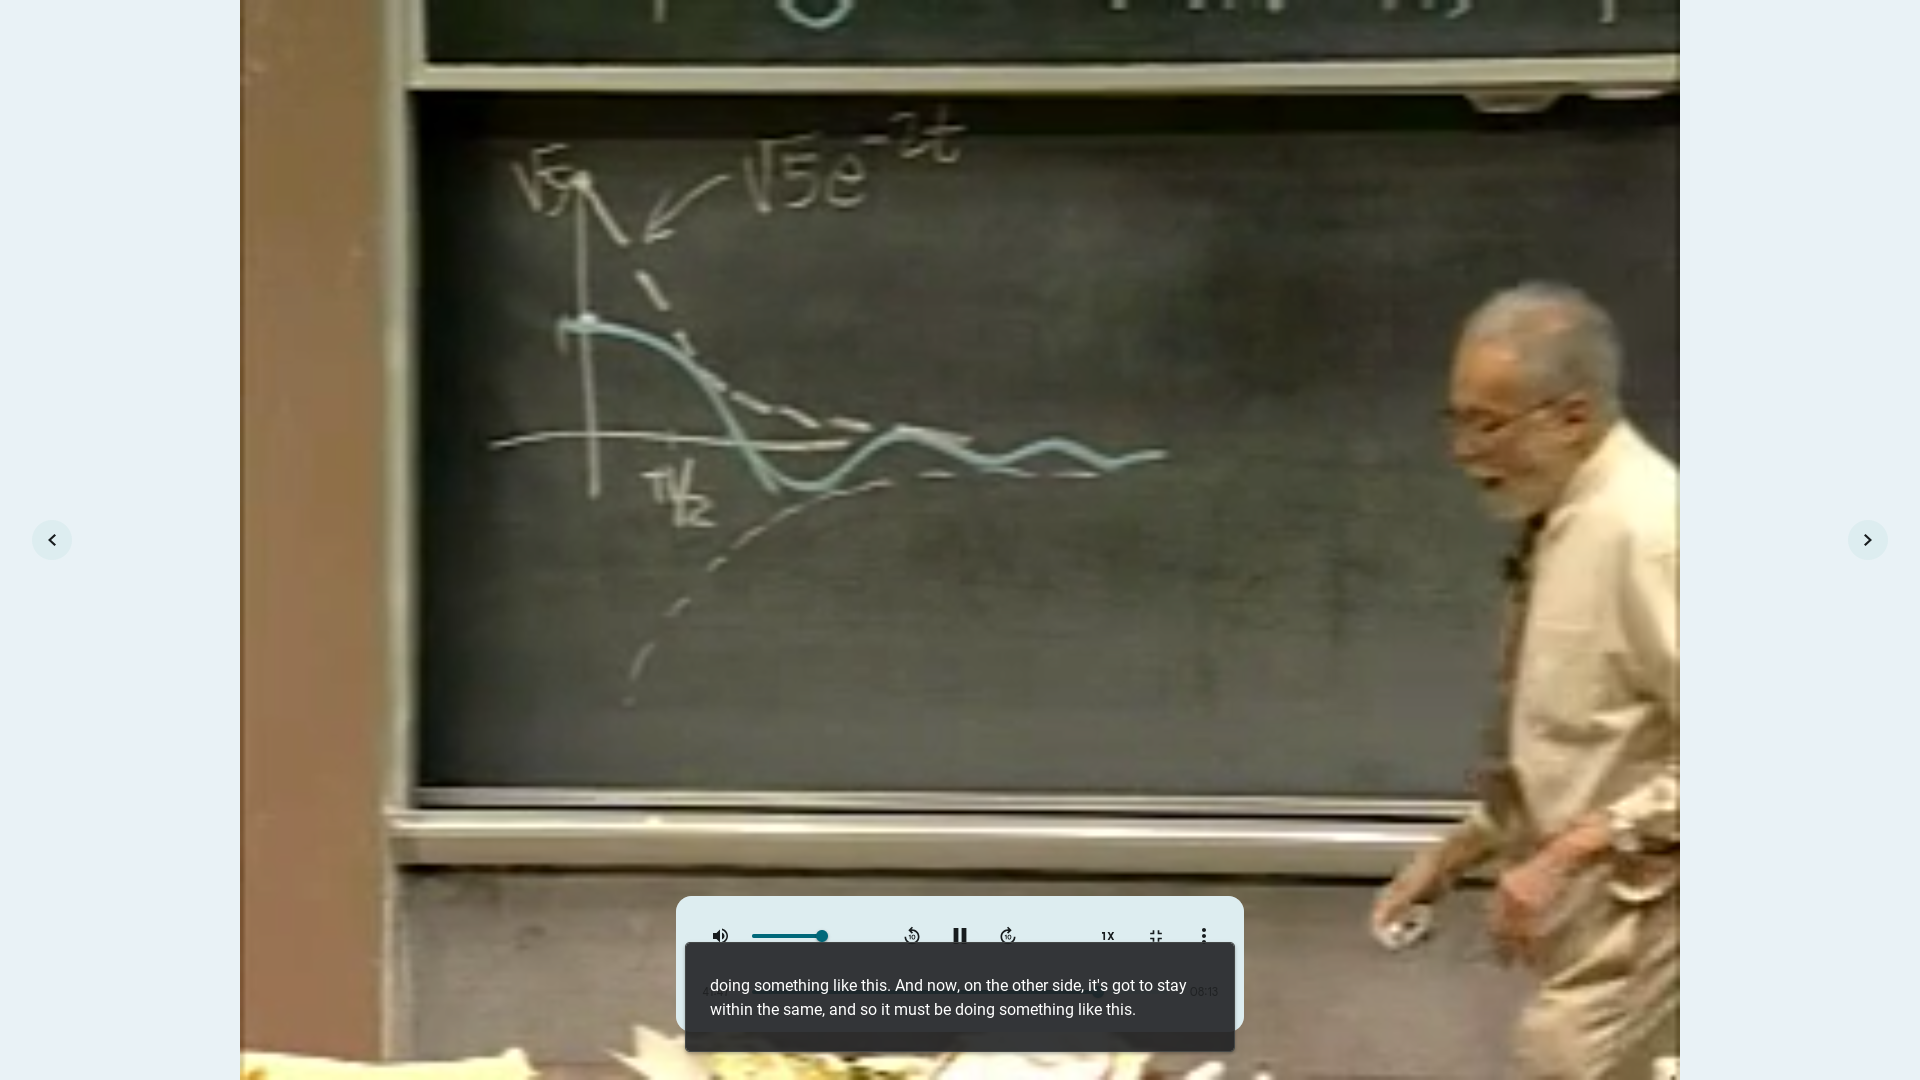 √5
√5e^-2t
π/2
1X
doing something like this. And now, on the other side, it's got to stay
within the same, and so it must be doing something like this.